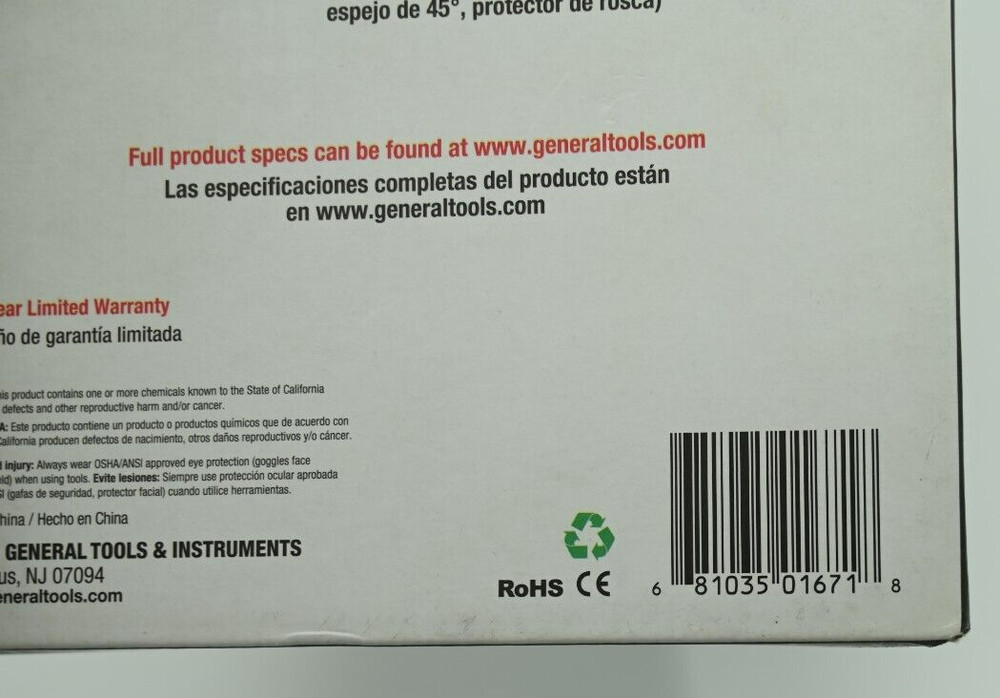 espejo de 45°, protector de rosca)
Full product specs can be found at www.generaltools.com
Las especificaciones completas del producto están
en www.generaltools.com
ear Limited Warranty
ño de garantía limitada
is product contains one or more chemicals known to the State of California
defects and other reproductive harm and/or cancer.
A: Este producto contiene un producto o productos químicos que de acuerdo con
California producen defectos de nacimiento, otros daños reproductivos y/o cáncer.
d injury: Always wear OSHA/ANSI approved eye protection (goggles face
ld) when using tools. Evite lesiones: Siempre use protección ocular aprobada
SI (gafas de seguridad, protector facial) cuando utilice herramientas.
hina / Hecho en China
GENERAL TOOLS & INSTRUMENTS
us, NJ 07094
eneraltools.com
RoHS CE
6 81035 01671 8